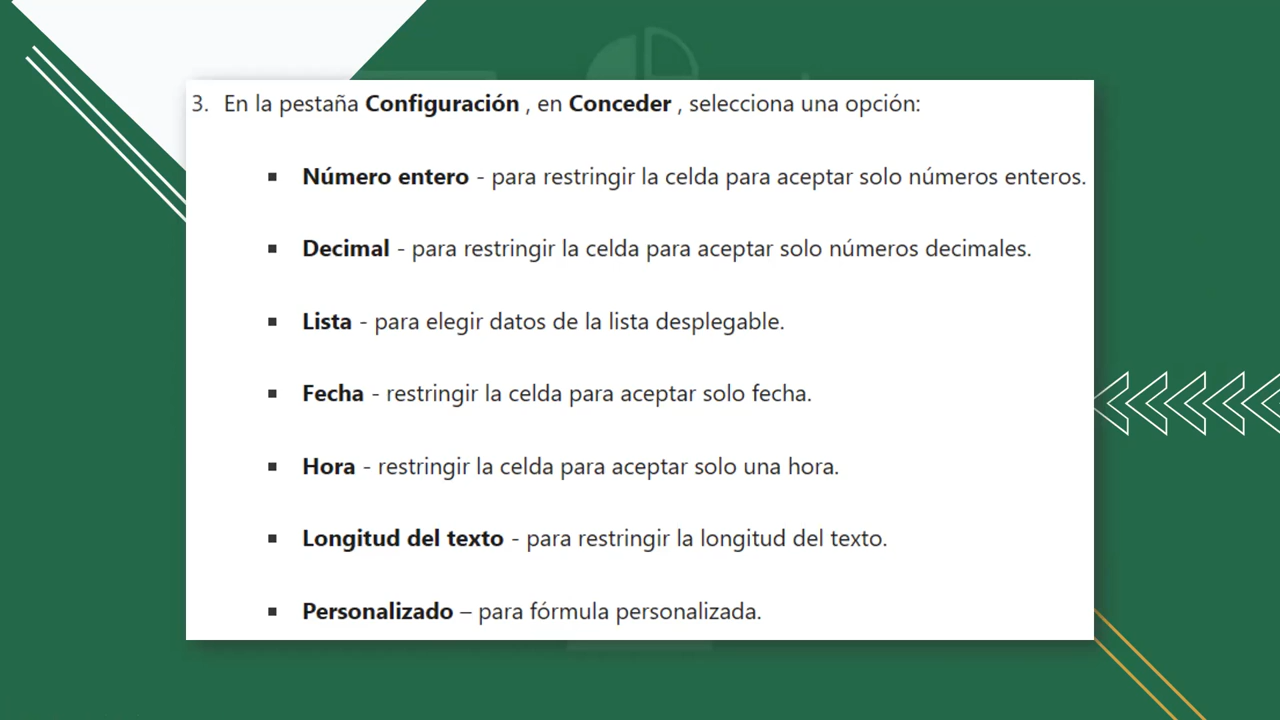 3. En la pestaña Configuración , en Conceder , selecciona una opción:
▪ Número entero - para restringir la celda para aceptar solo números enteros.
▪ Decimal - para restringir la celda para aceptar solo números decimales.
▪ Lista - para elegir datos de la lista desplegable.
▪ Fecha - restringir la celda para aceptar solo fecha.
▪ Hora - restringir la celda para aceptar solo una hora.
▪ Longitud del texto - para restringir la longitud del texto.
▪ Personalizado – para fórmula personalizada.